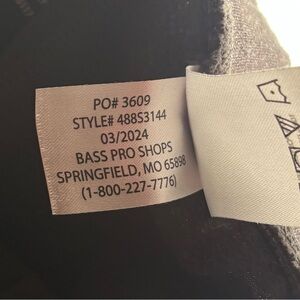 PO# 3609
STYLE# 488S3144
03/2024
BASS PRO SHOPS
SPRINGFIELD, MO 65898
(1-800-227-7776)